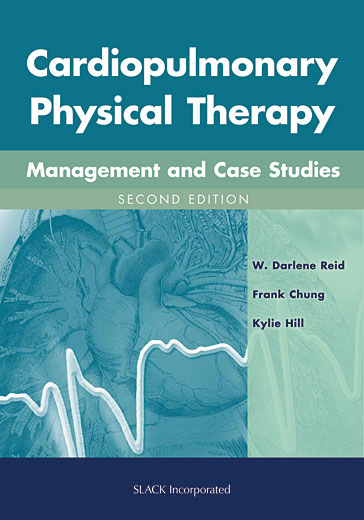 Cardiopulmonary
Physical Therapy
Management and Case Studies
SECOND EDITION
W. Darlene Reid
Frank Chung
Kylie Hill
SLACK Incorporated